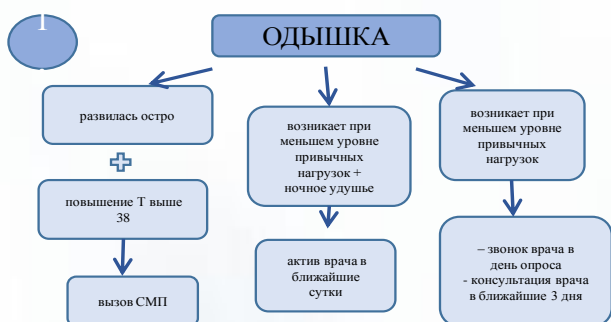 1
ОДЫШКА
развилась остро
повышение Т выше
38
вызов СМП
возникает при
меньшем уровне
привычных
нагрузок +
ночное удушье
актив врача в
ближайшие
сутки
возникает при
меньшем уровне
привычных
нагрузок
– звонок врача в
день опроса
- консультация врача
в ближайшие 3 дня